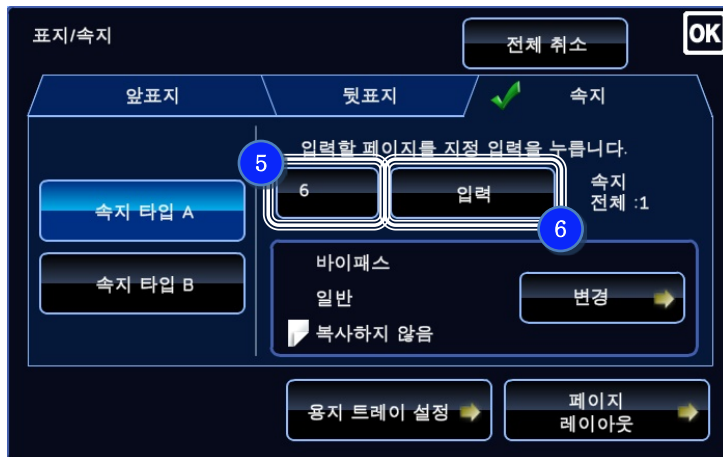 표지/속지
전체 취소
OK
앞표지
뒷표지
속지
입력할 페이지를 지정 입력을 누릅니다.
5
6
입력
속지
전체 :1
6
속지 타입 A
속지 타입 B
바이패스
일반
복사하지 않음
변경
용지 트레이 설정
페이지
레이아웃